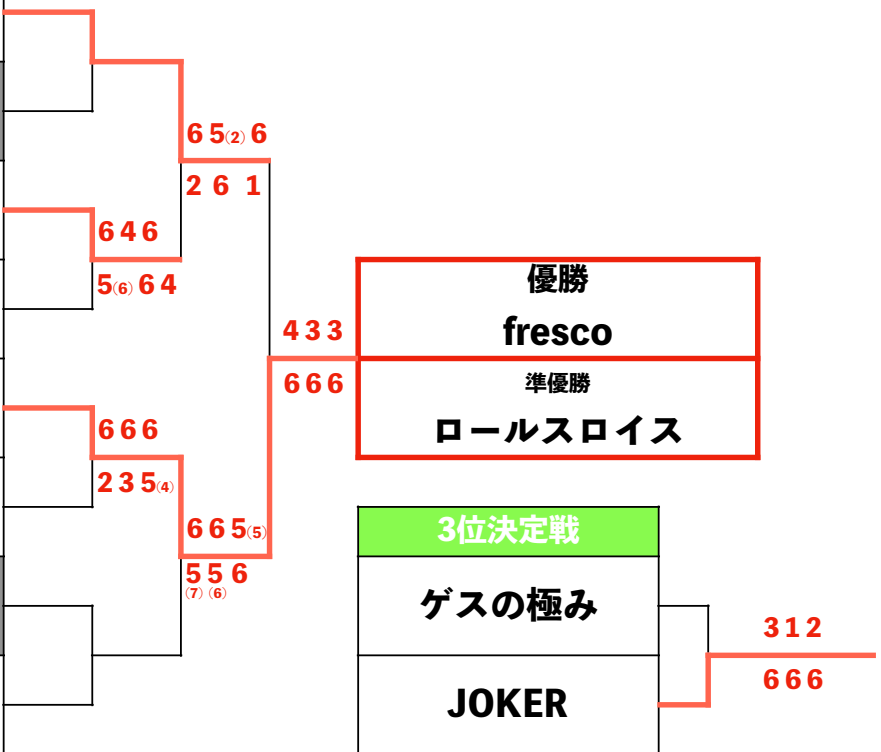 6 5(2) 6
2 6 1
6 4 6
5(6) 6 4
4 3 3
6 6 6
優勝
fresco
準優勝
ロールスロイス
6 6 6
2 3 5(4)
6 6 5(5)
5 5 6
(7) (6)
3位決定戦
ゲスの極み
JOKER
3 1 2
6 6 6